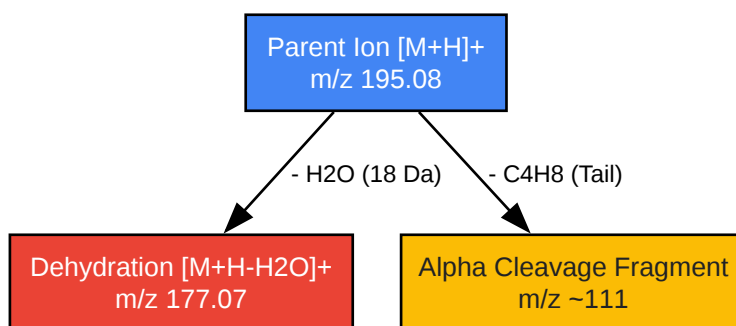 Parent Ion [M+H]+
m/z 195.08
- H2O (18 Da)
- C4H8 (Tail)
Dehydration [M+H-H2O]+
m/z 177.07
Alpha Cleavage Fragment
m/z ~111